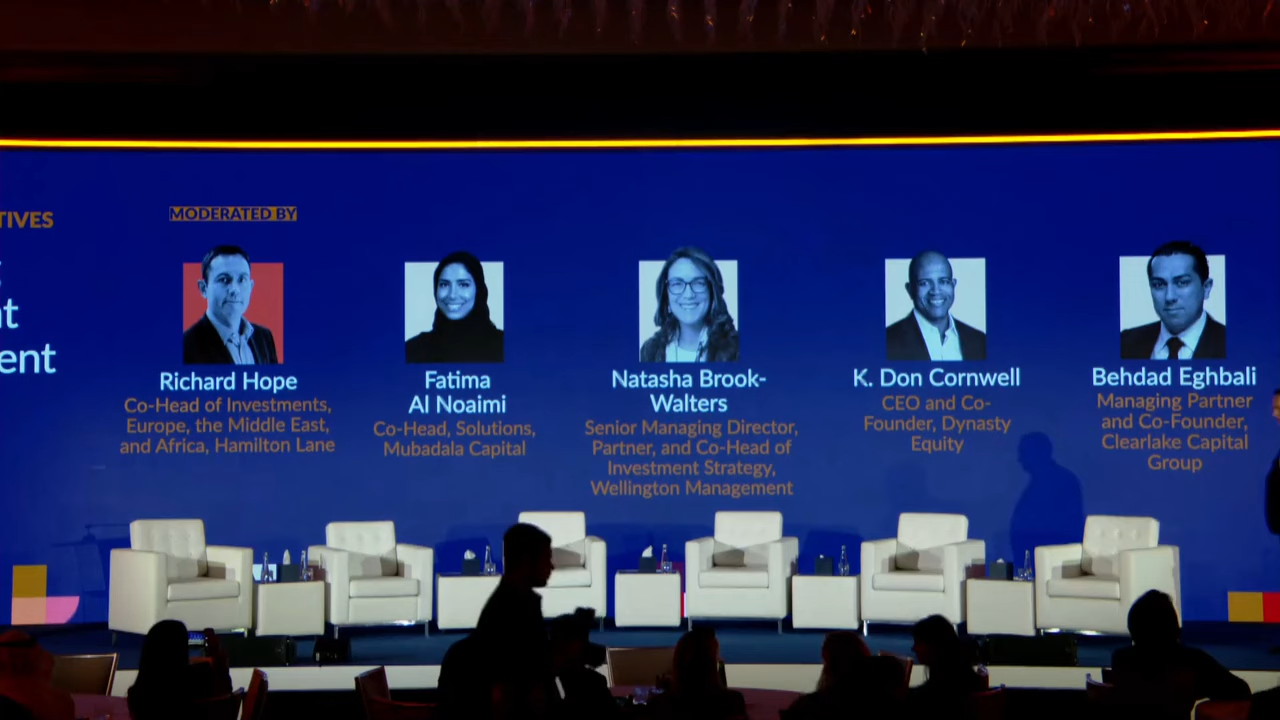 TIVES
t
ent
MODERATED BY
Richard Hope
Co-Head of Investments,
Europe, the Middle East,
and Africa, Hamilton Lane
Fatima
Al Noaimi
Co-Head, Solutions,
Mubadala Capital
Natasha Brook-
Walters
Senior Managing Director,
Partner, and Co-Head of
Investment Strategy,
Wellington Management
K. Don Cornwell
CEO and Co-
Founder, Dynasty
Equity
Behdad Eghbali
Managing Partner
and Co-Founder,
Clearlake Capital
Group